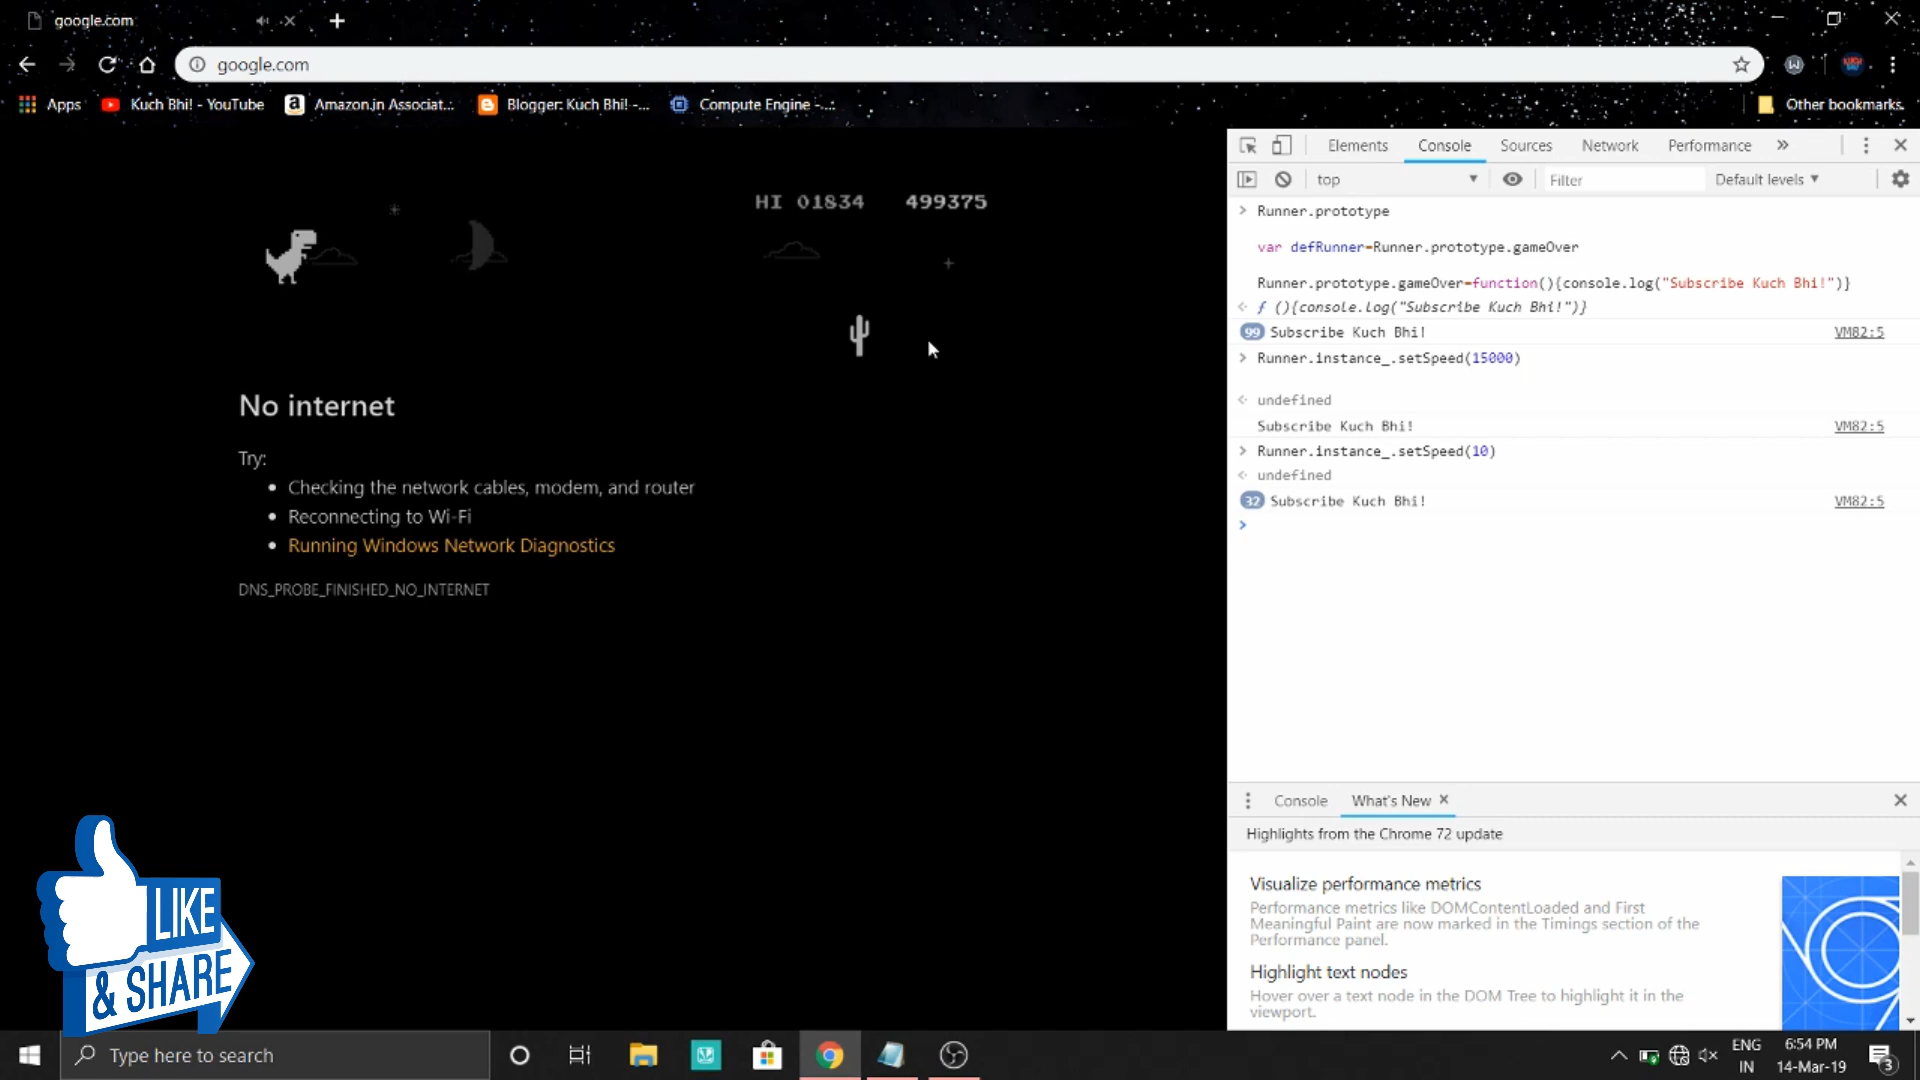 google.com
google.com
Apps Kuch Bhi! - YouTube Amazon.in Associat... Blogger: Kuch Bhi! -... Compute Engine -... Other bookmarks
Elements Console Sources Network Performance »
top Filter Default levels
HI 01834 499375
> Runner.prototype
var defRunner=Runner.prototype.gameOver
Runner.prototype.gameOver=function(){console.log("Subscribe Kuch Bhi!")}
ƒ (){console.log("Subscribe Kuch Bhi!")}
99 Subscribe Kuch Bhi! VM82:5
> Runner.instance_.setSpeed(15000)
undefined
Subscribe Kuch Bhi! VM82:5
> Runner.instance_.setSpeed(10)
undefined
32 Subscribe Kuch Bhi! VM82:5
>
No internet
Try:
• Checking the network cables, modem, and router
• Reconnecting to Wi-Fi
• Running Windows Network Diagnostics
DNS_PROBE_FINISHED_NO_INTERNET
Console What's New
Highlights from the Chrome 72 update
Visualize performance metrics
Performance metrics like DOMContentLoaded and First
Meaningful Paint are now marked in the Timings section of the
Performance panel.
Highlight text nodes
Hover over a text node in the DOM Tree to highlight it in the
viewport.
LIKE
& SHARE
Type here to search
ENG
IN
6:54 PM
14-Mar-19
3